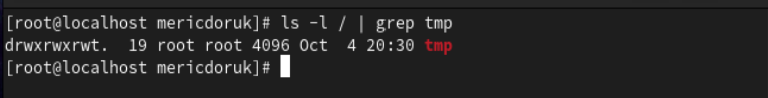 [root@localhost mericdoruk]# ls -l / | grep tmp
drwxrwxrwt.  19 root root 4096 Oct  4 20:30 tmp
[root@localhost mericdoruk]#